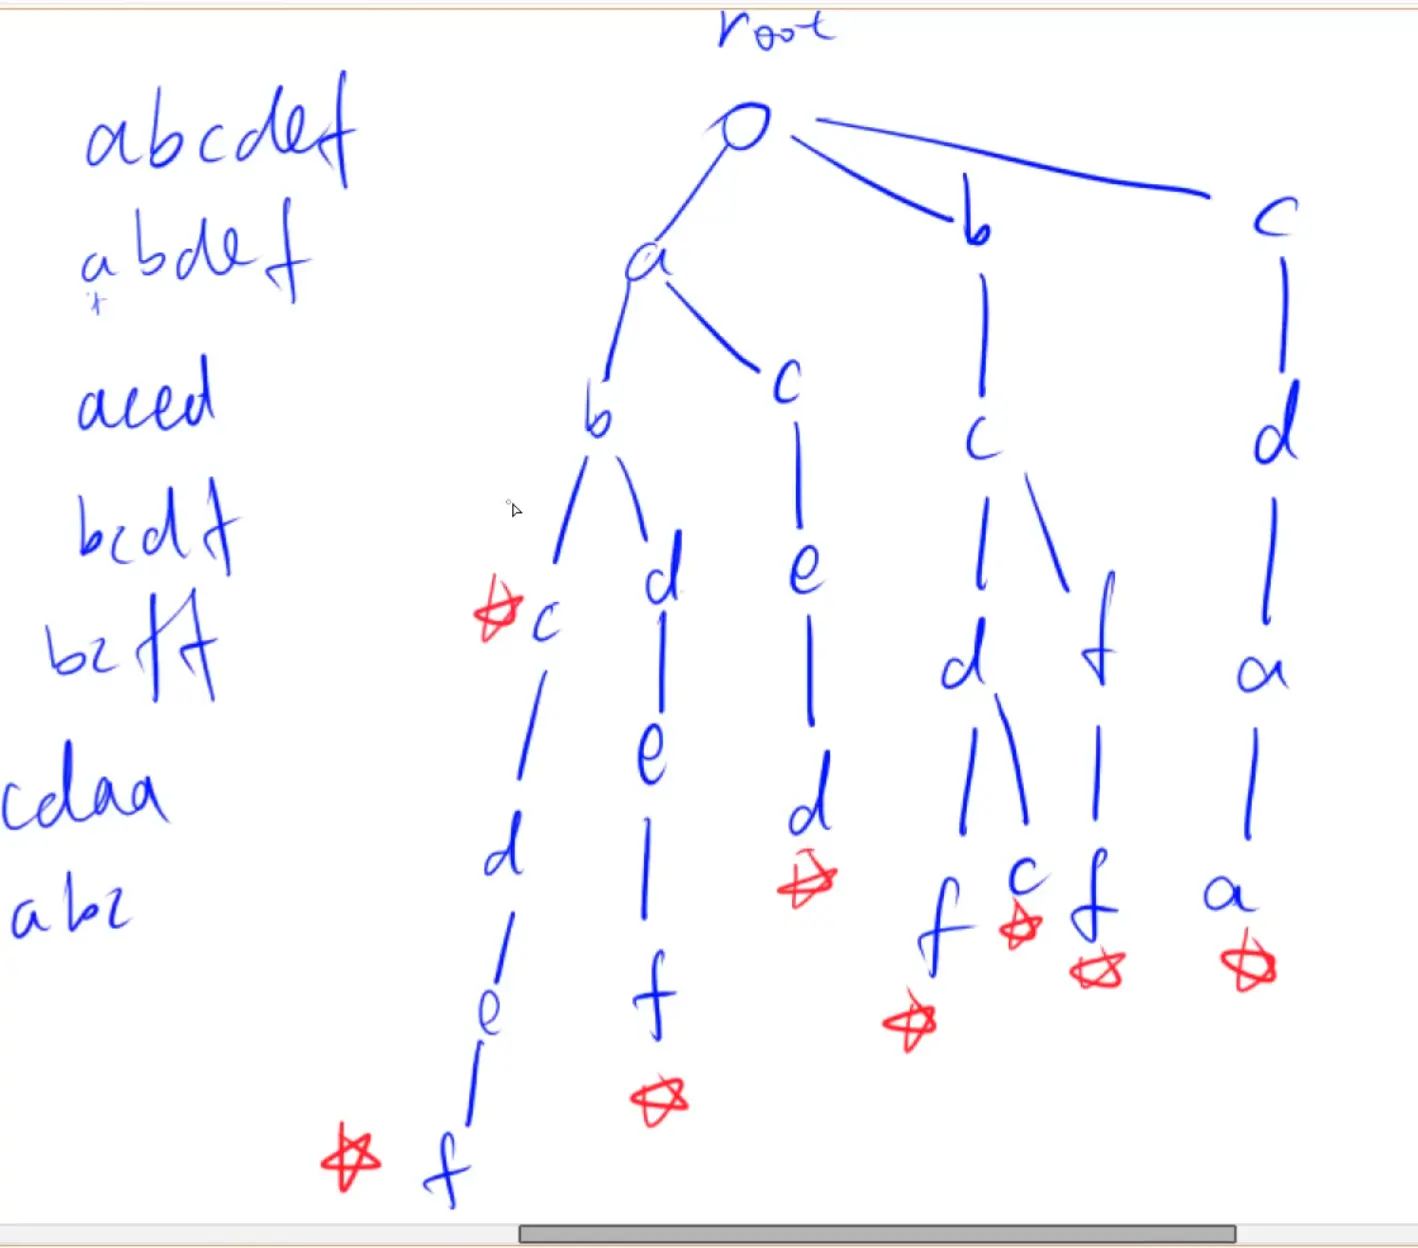 root
abcdef
abdef
aced
bcdf
bcff
cdaa
abc
a b c
b c c d
c d e d a
d e d f a
e f f c f a
f